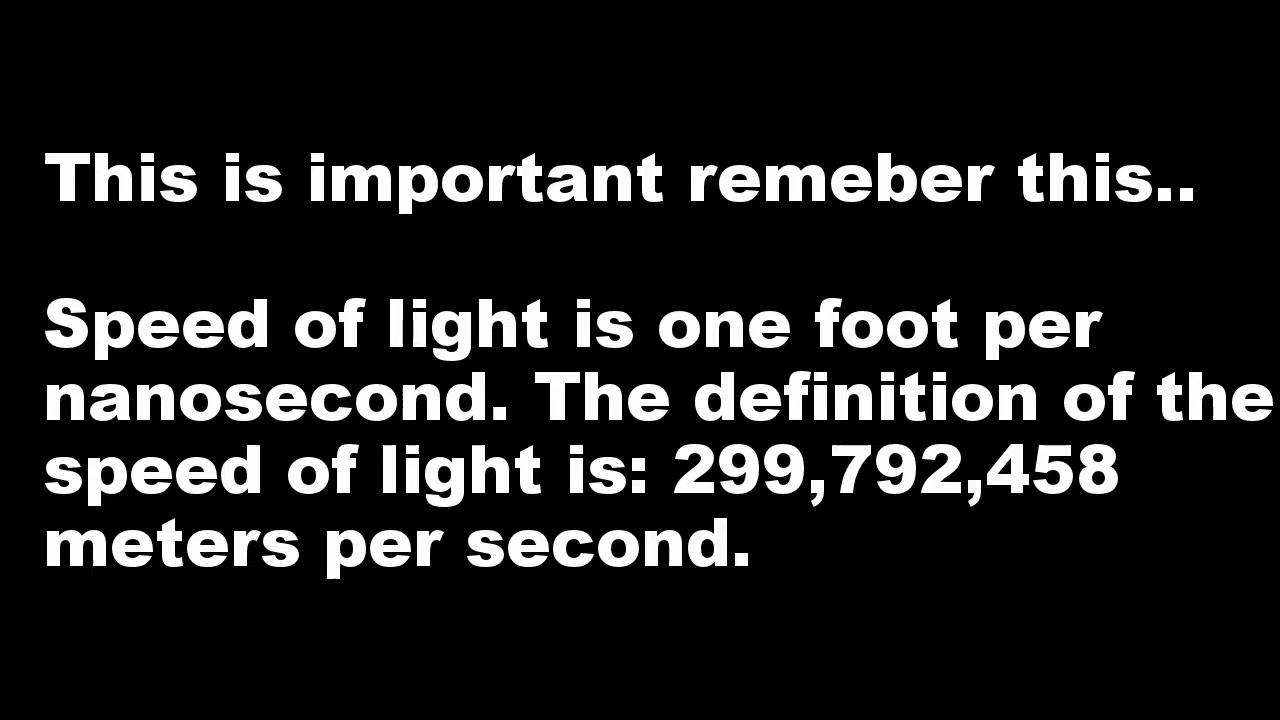 This is important remeber this..
Speed of light is one foot per
nanosecond. The definition of the
speed of light is: 299,792,458
meters per second.